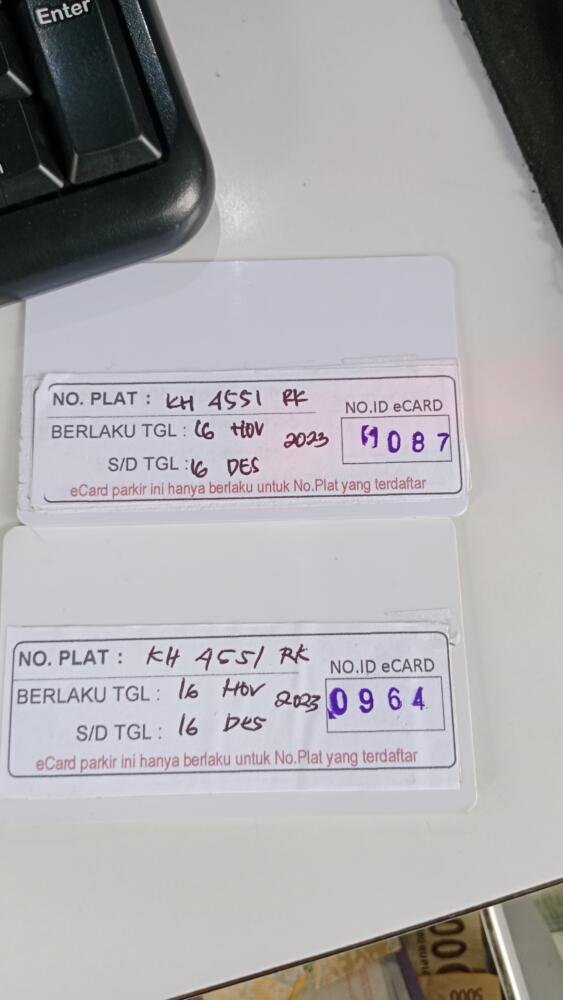 Enter
NO. PLAT : KH 4551 RK
NO.ID eCARD
BERLAKU TGL : 16 NOV 2023
1087
S/D TGL : 16 DES
eCard parkir ini hanya berlaku untuk No.Plat yang terdaftar
NO. PLAT : KH 4551 RK
NO.ID eCARD
BERLAKU TGL : 16 NOV 2023
0964
S/D TGL : 16 DES
eCard parkir ini hanya berlaku untuk No.Plat yang terdaftar